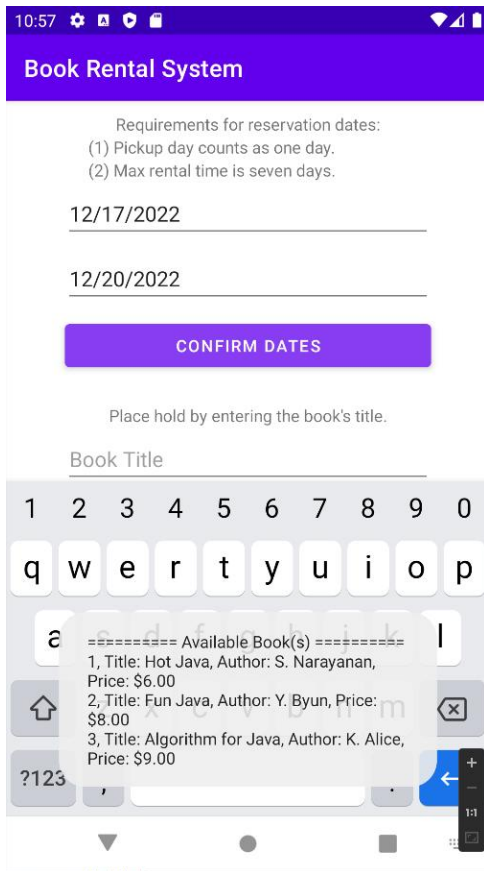 10:57
Book Rental System
Requirements for reservation dates:
(1) Pickup day counts as one day.
(2) Max rental time is seven days.
12/17/2022
12/20/2022
CONFIRM DATES
Place hold by entering the book's title.
Book Title
1 2 3 4 5 6 7 8 9 0
q w e r t y u i o p
a s d f g h j k l
========== Available Book(s) ==========
1, Title: Hot Java, Author: S. Narayanan,
Price: $6.00
2, Title: Fun Java, Author: Y. Byun, Price:
$8.00
3, Title: Algorithm for Java, Author: K. Alice,
Price: $9.00
z x c v b n m
?123 , .
1:1